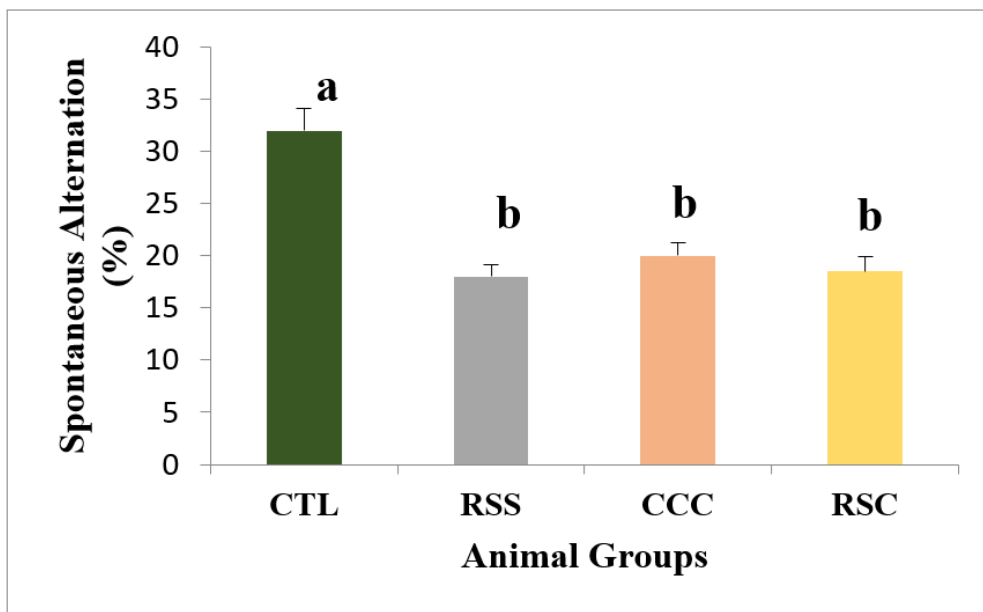 Spontaneous Alternation
(%)
40
35
30
25
20
15
10
5
0
a
b
b
b
CTL
RSS
CCC
RSC
Animal Groups